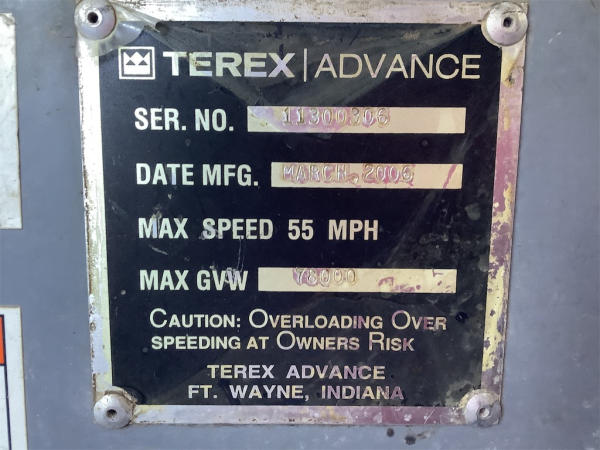 TEREX | ADVANCE
SER. NO. 11300306
DATE MFG. MARCH 2006
MAX SPEED 55 MPH
MAX GVW 78000
CAUTION: OVERLOADING OVER
SPEEDING AT OWNERS RISK
TEREX ADVANCE
FT. WAYNE, INDIANA